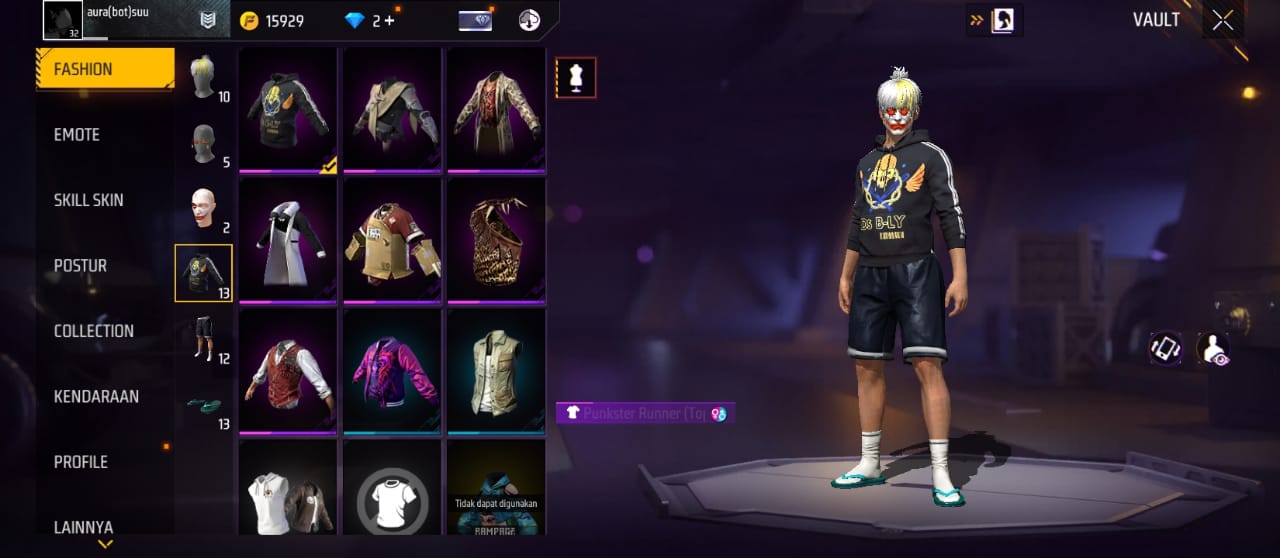 aura(bot)suu
32
15929
2 +
VAULT
FASHION
EMOTE
SKILL SKIN
POSTUR
COLLECTION
KENDARAAN
PROFILE
LAINNYA
10
5
2
13
12
13
Tidak dapat digunakan
RAMPAGE
Punkster Runner (Top
B-LY